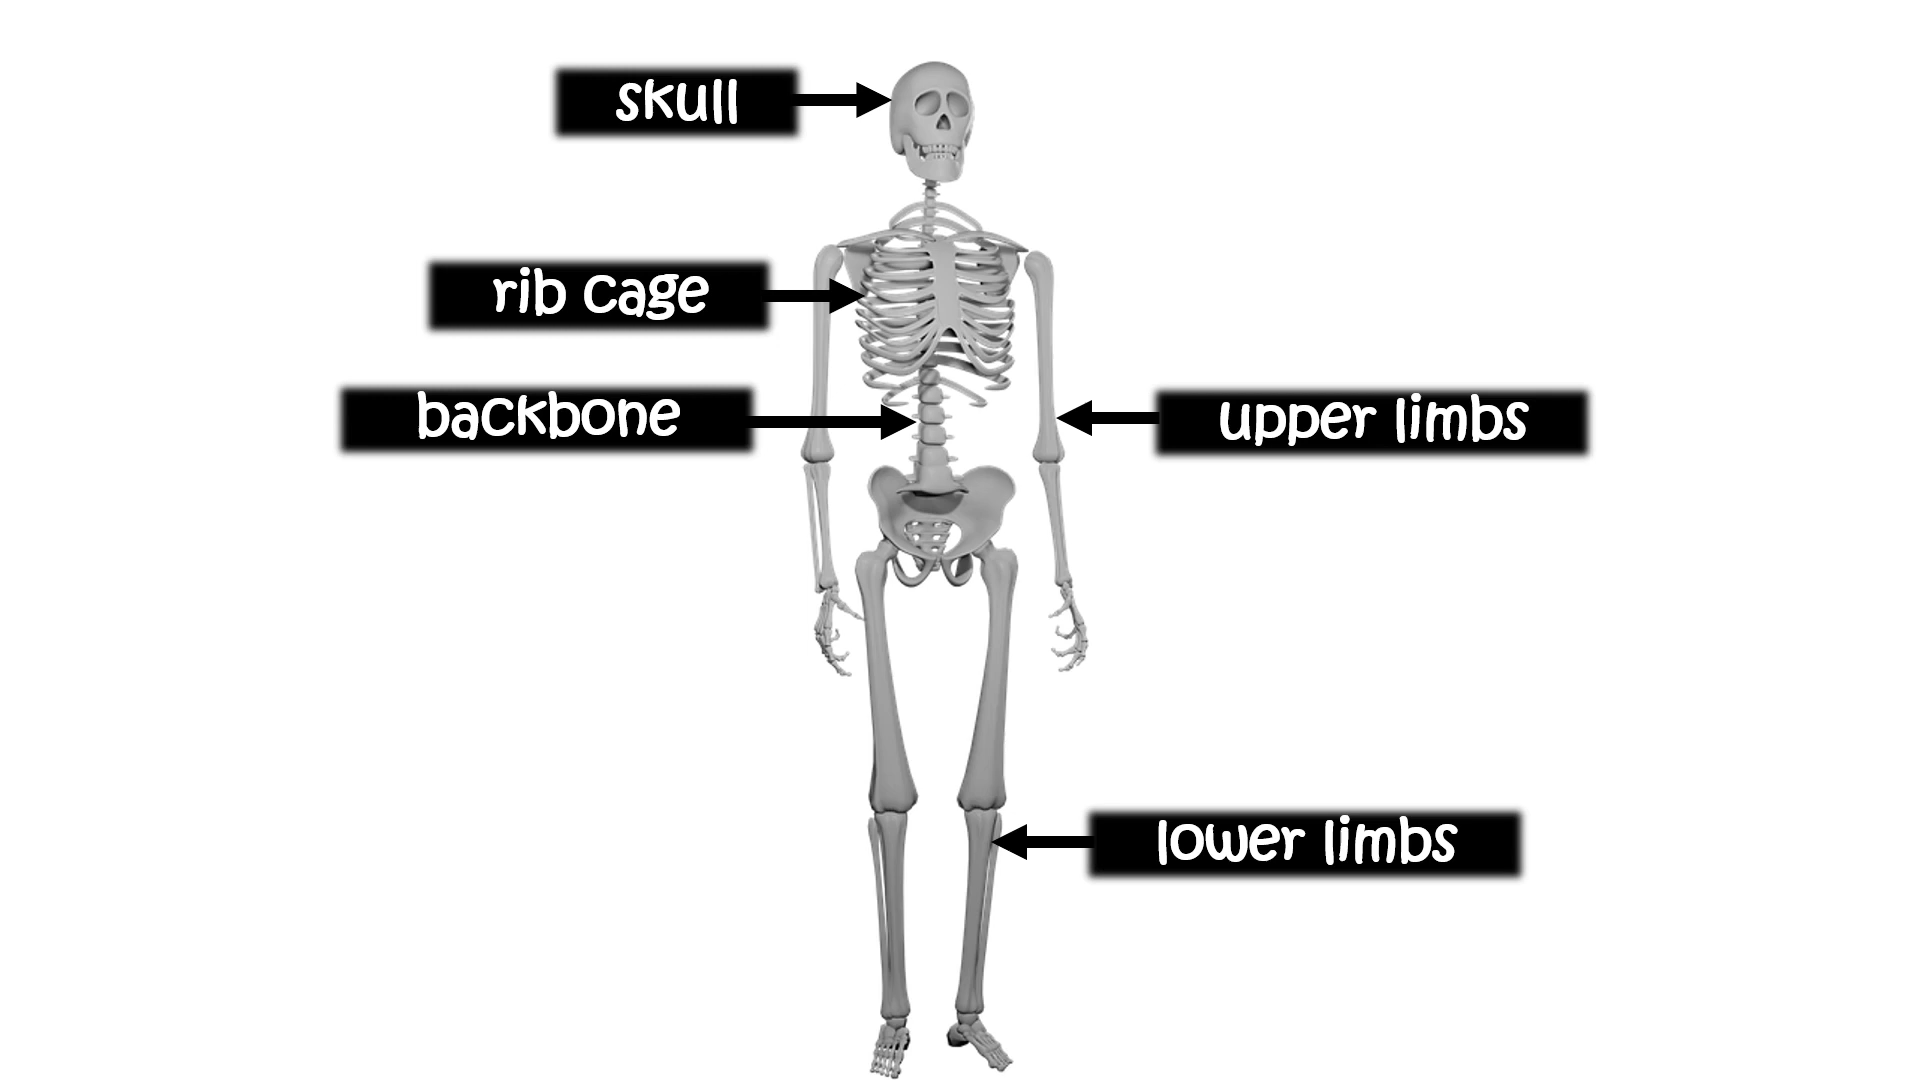 skull
rib cage
backbone
upper limbs
lower limbs